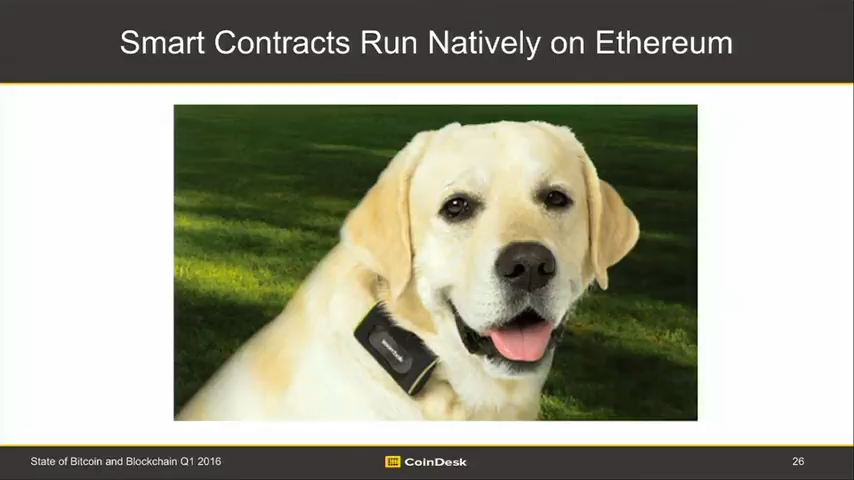 Smart Contracts Run Natively on Ethereum
State of Bitcoin and Blockchain Q1 2016
CoinDesk
26